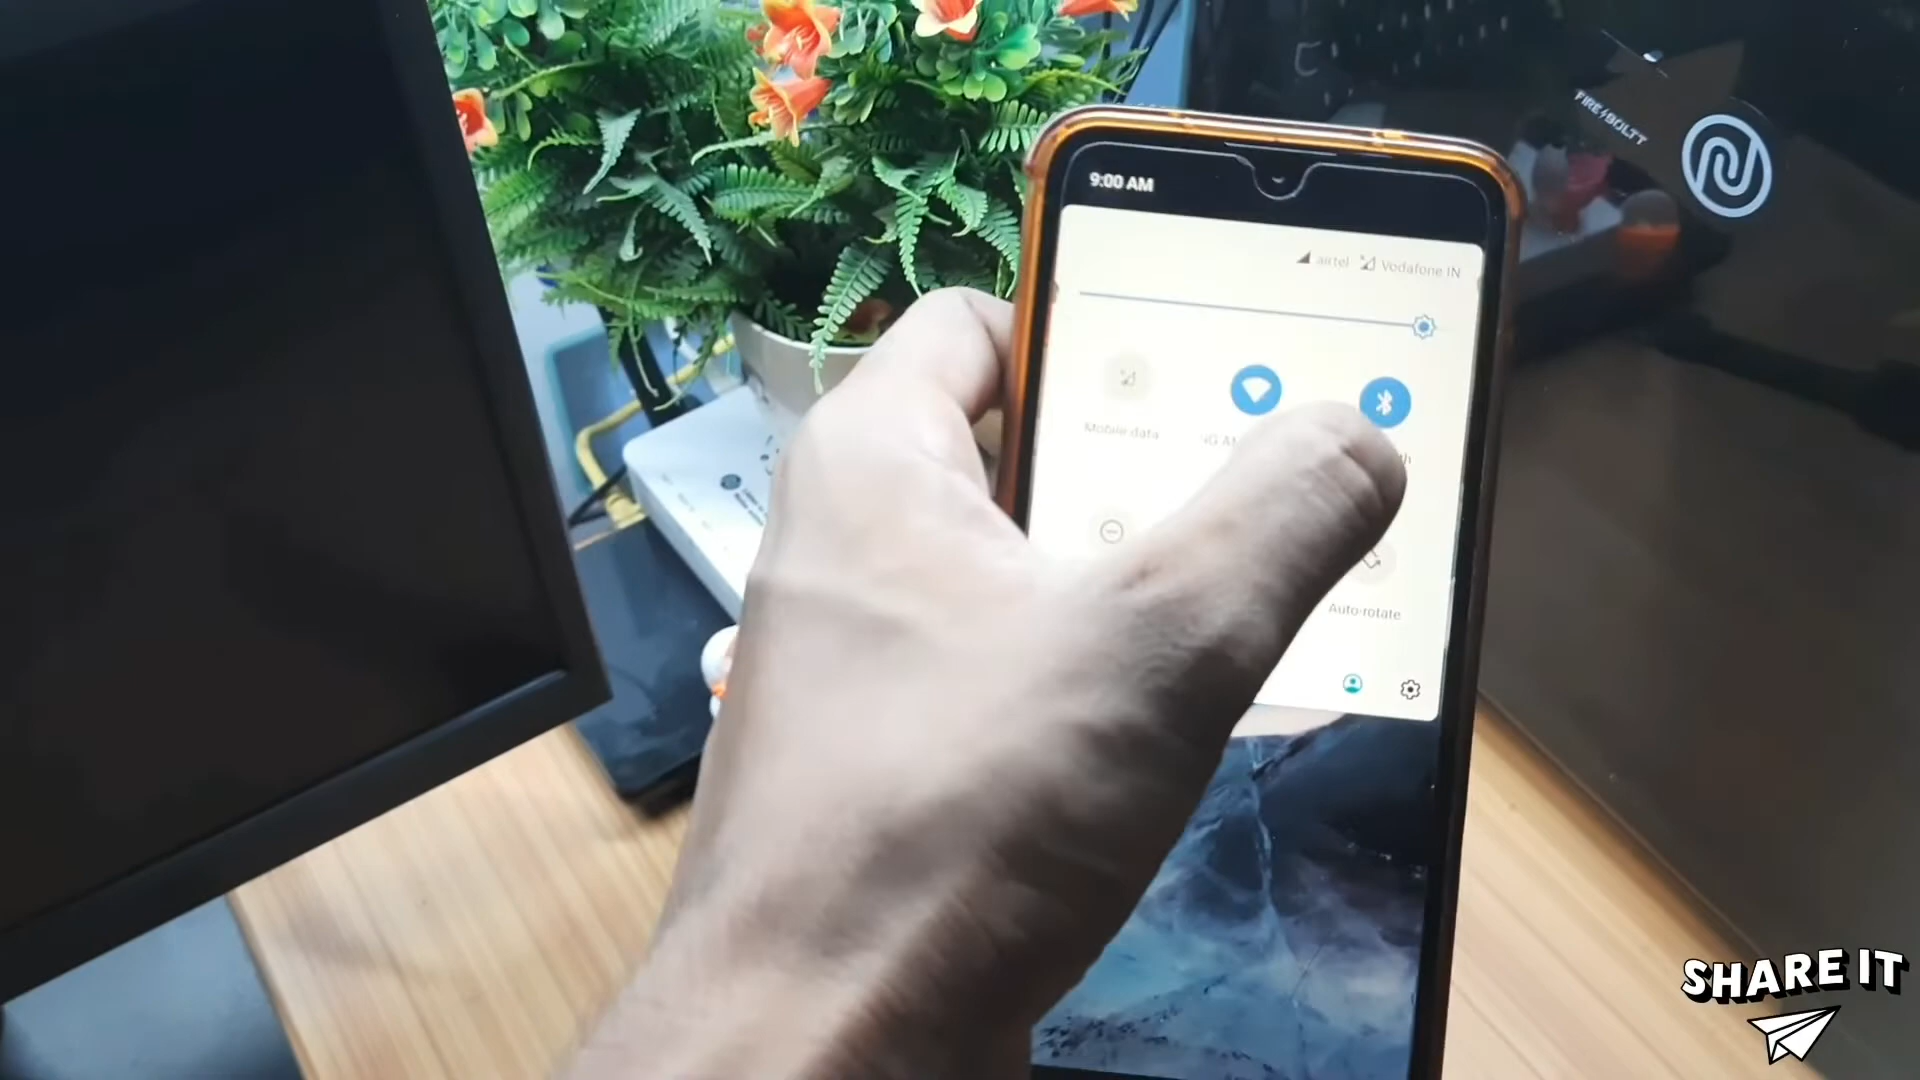 FIRE BOLTT
9:00 AM
airtel Vodafone IN
Mobile data
Auto-rotate
SHARE IT